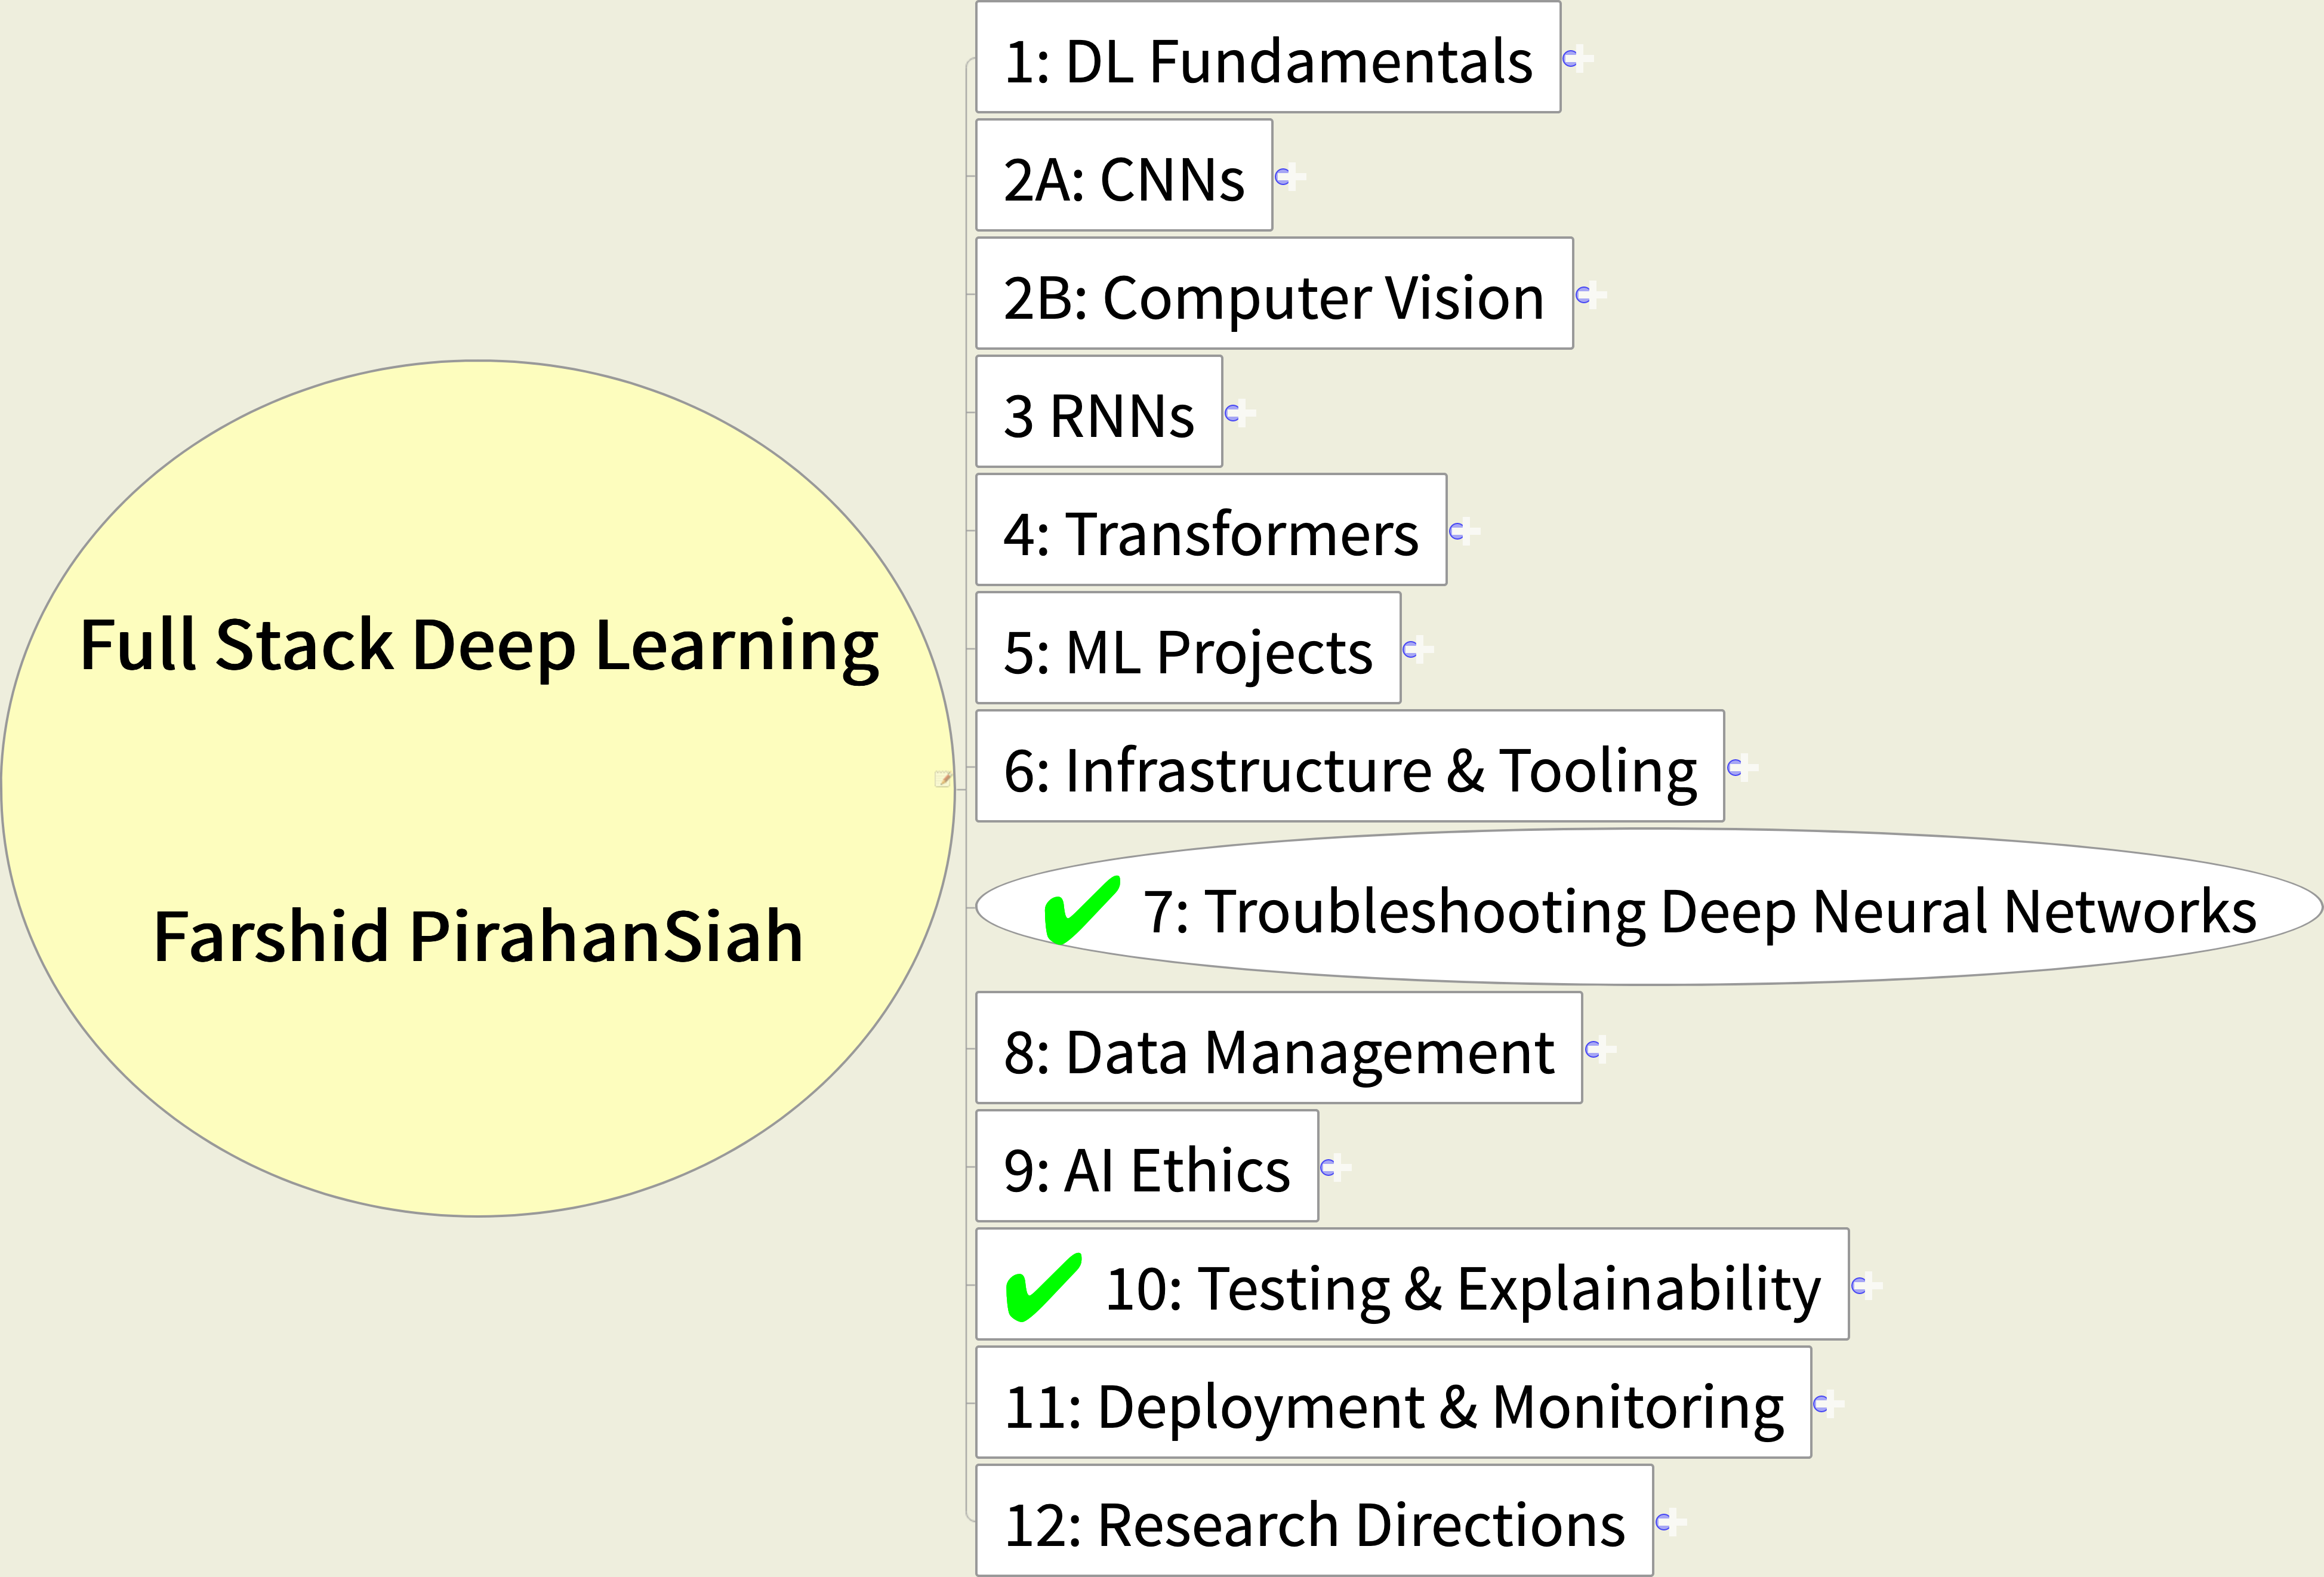 Full Stack Deep Learning
Farshid PirahanSiah
1: DL Fundamentals
2A: CNNs
2B: Computer Vision
3 RNNs
4: Transformers
5: ML Projects
6: Infrastructure & Tooling
7: Troubleshooting Deep Neural Networks
8: Data Management
9: AI Ethics
10: Testing & Explainability
11: Deployment & Monitoring
12: Research Directions